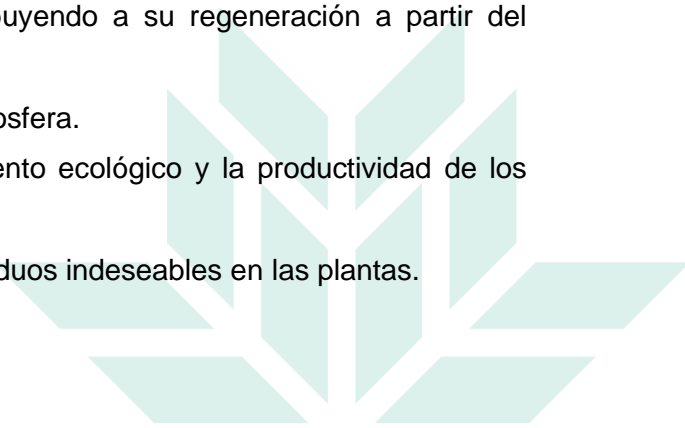 buyendo a su regeneración a partir del
osfera.
ento ecológico y la productividad de los
duos indeseables en las plantas.